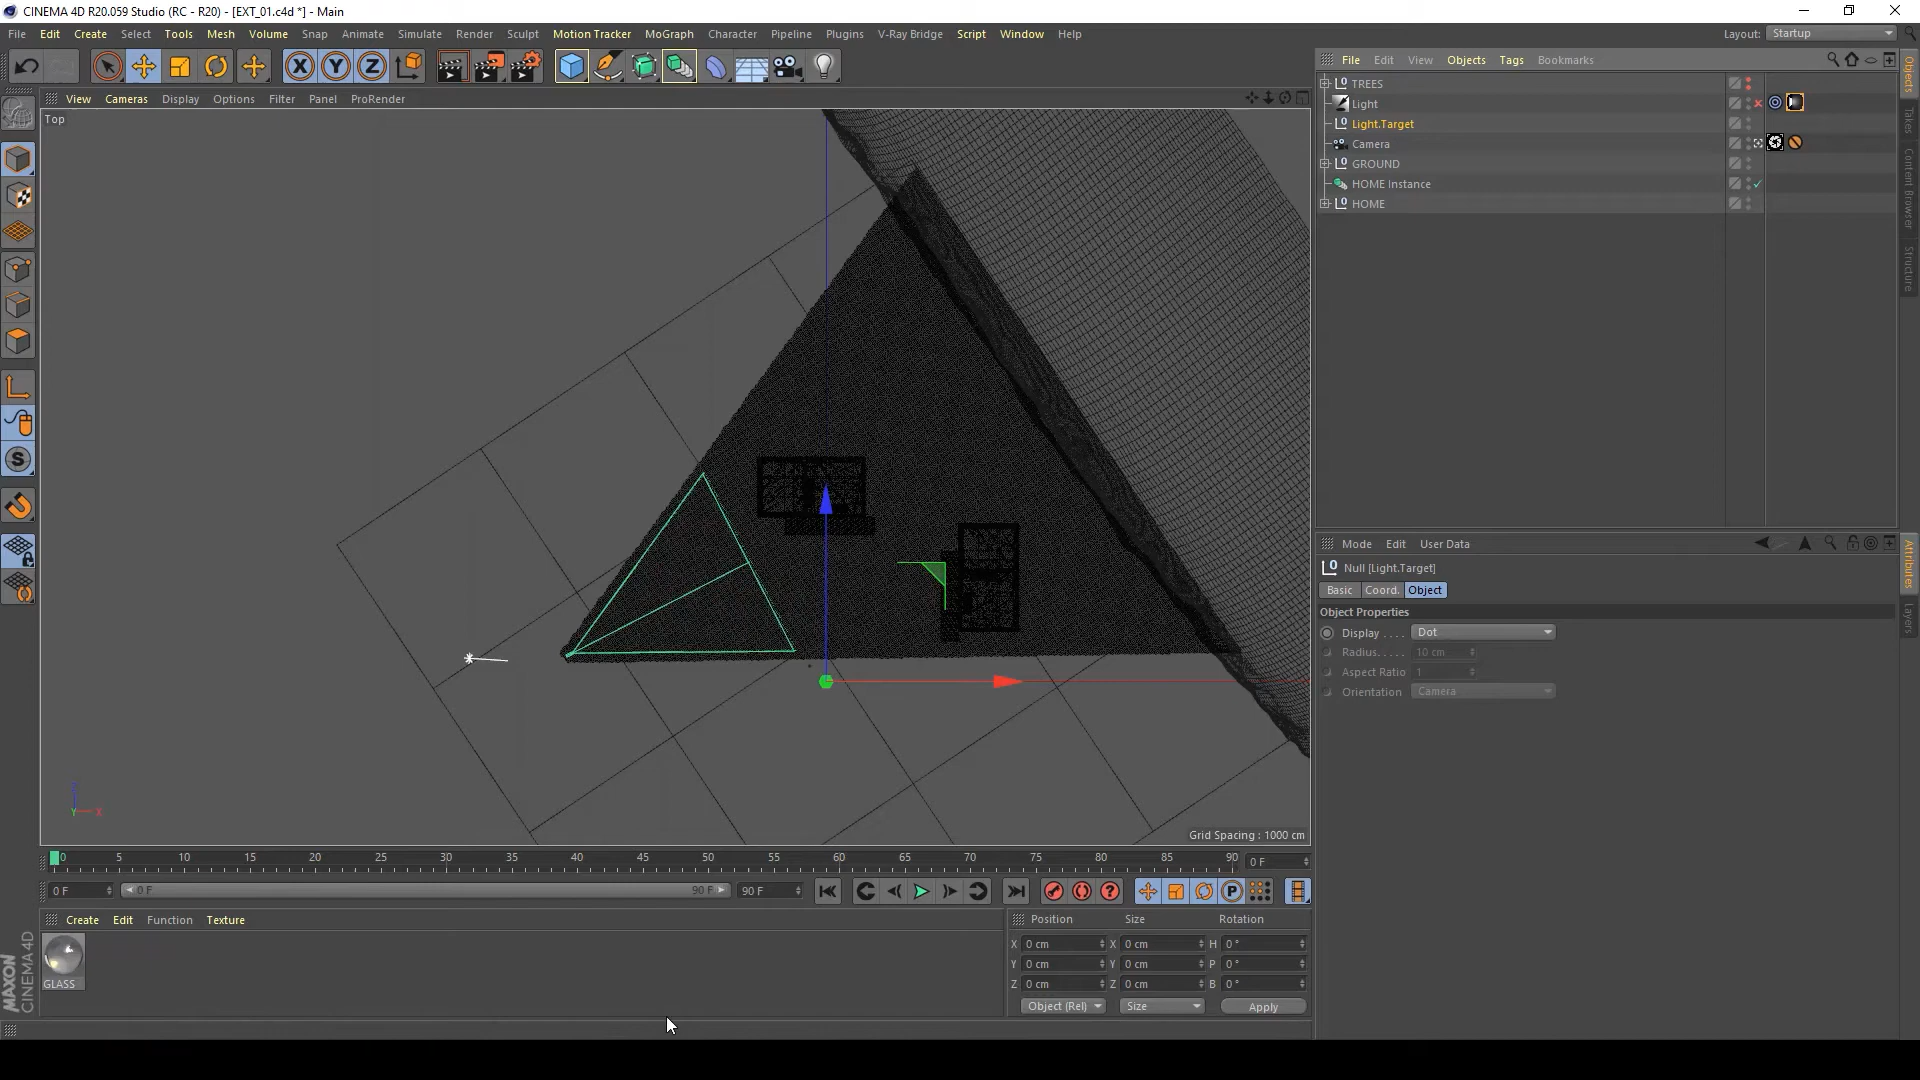 CINEMA 4D R20.059 Studio (RC - R20) - [EXT_01.c4d *] - Main
File Edit Create Select Tools Mesh Volume Snap Animate Simulate Render Sculpt Motion Tracker MoGraph Character Pipeline Plugins V-Ray Bridge Script Window Help Layout: Startup
View Cameras Display Options Filter Panel ProRender
Top
File Edit View Objects Tags Bookmarks
TREES
Light
Light.Target
Camera
GROUND
HOME Instance
HOME
Objects
Takes
Content Browser
Structure
Mode Edit User Data
Null [Light.Target]
Basic Coord. Object
Object Properties
Display . . . . Dot
Radius. . . . . 10 cm
Aspect Ratio 1
Orientation Camera
Attributes
Layers
Z
Y X
Grid Spacing : 1000 cm
0 5 10 15 20 25 30 35 40 45 50 55 60 65 70 75 80 85 90 0 F
0 F 0 F 90 F 90 F
Create Edit Function Texture
GLASS
Position Size Rotation
X 0 cm X 0 cm H 0 °
Y 0 cm Y 0 cm P 0 °
Z 0 cm Z 0 cm B 0 °
Object (Rel) Size Apply
MAXON
CINEMA 4D